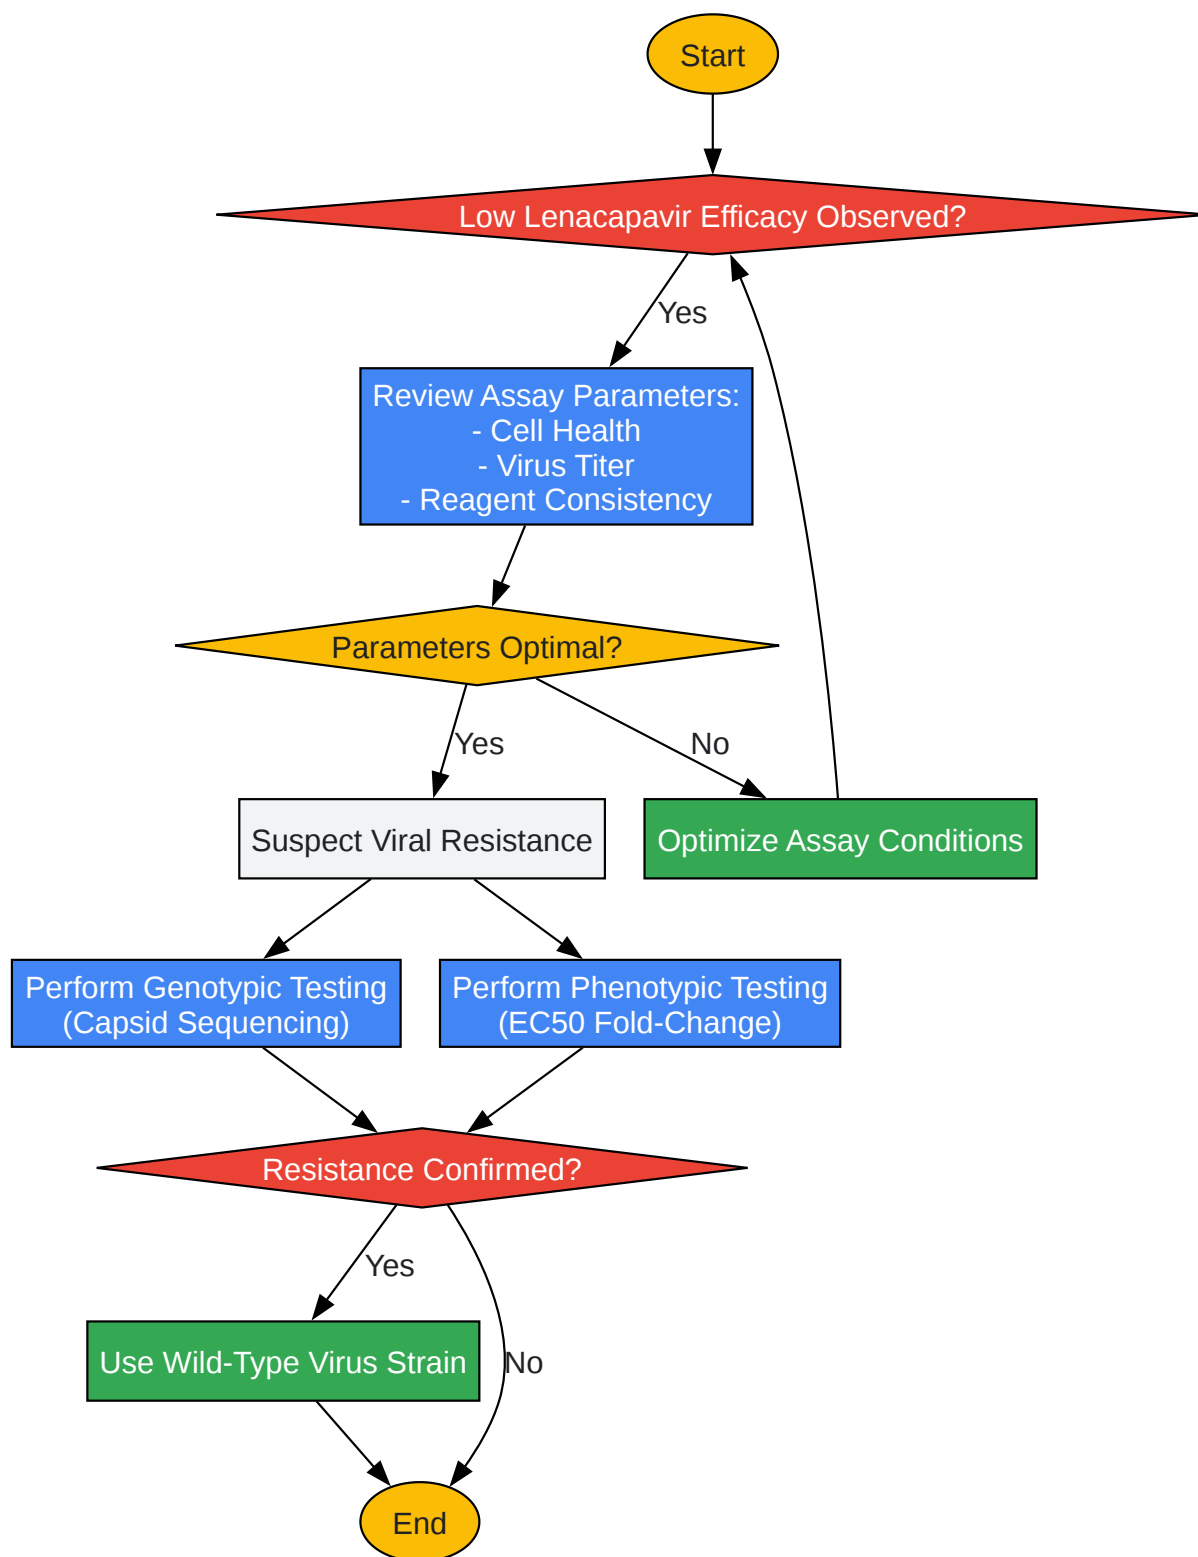 Start
Low Lenacapavir Efficacy Observed?
Yes
Review Assay Parameters:
- Cell Health
- Virus Titer
- Reagent Consistency
Parameters Optimal?
Yes
No
Suspect Viral Resistance
Optimize Assay Conditions
Perform Genotypic Testing
(Capsid Sequencing)
Perform Phenotypic Testing
(EC50 Fold-Change)
Resistance Confirmed?
Yes
Use Wild-Type Virus Strain
No
End